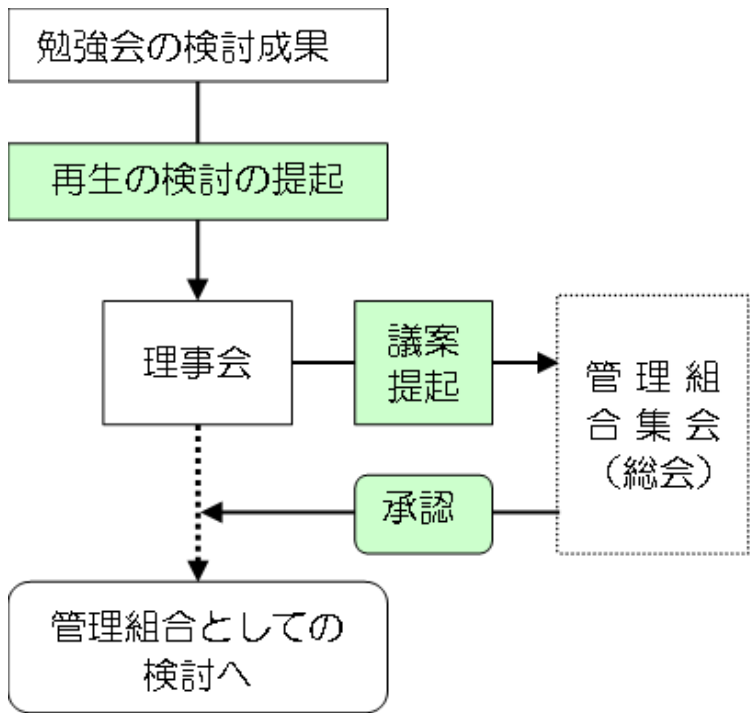 勉強会の検討成果
再生の検討の提起
理事会
議案
提起
管 理 組
合 集 会
（総会）
承認
管理組合としての
検討へ